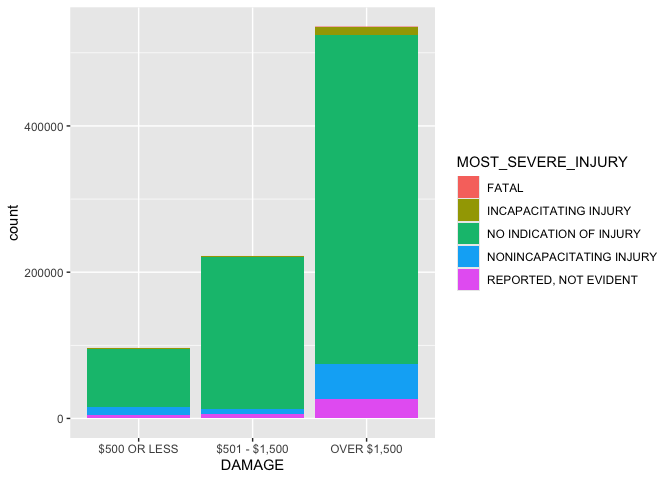 400000
200000
0
count
$500 OR LESS
$501 - $1,500
OVER $1,500
DAMAGE
MOST_SEVERE_INJURY
FATAL
INCAPACITATING INJURY
NO INDICATION OF INJURY
NONINCAPACITATING INJURY
REPORTED, NOT EVIDENT